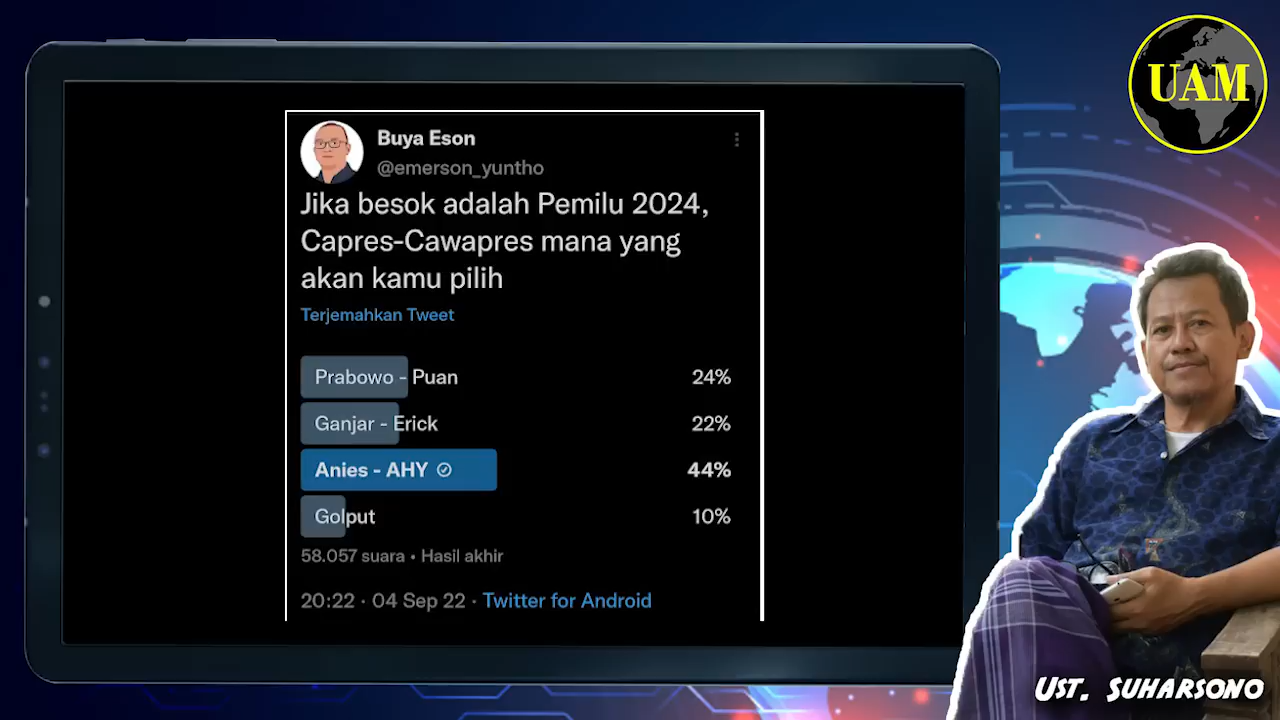 UAM
Buya Eson
@emerson_yuntho
Jika besok adalah Pemilu 2024,
Capres-Cawapres mana yang
akan kamu pilih
Terjemahkan Tweet
Prabowo - Puan 24%
Ganjar - Erick 22%
Anies - AHY 44%
Golput 10%
58.057 suara • Hasil akhir
20:22 · 04 Sep 22 · Twitter for Android
Ust. Suharsono